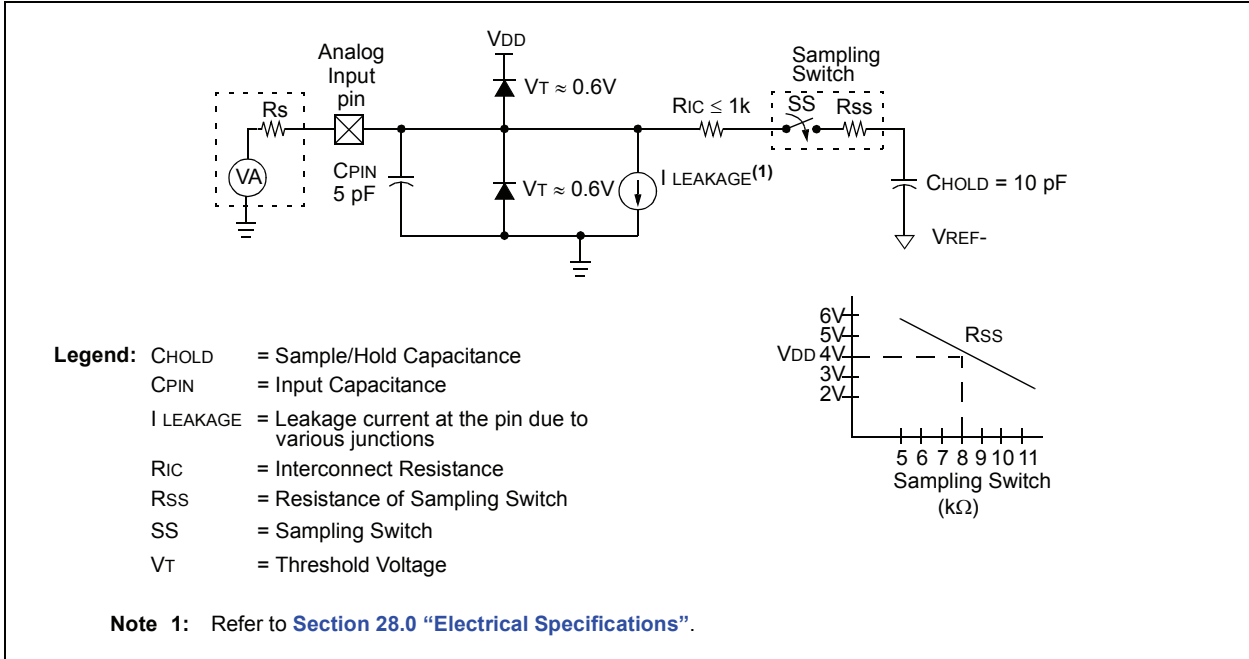 VDD
Analog
Input
pin
Sampling
Switch
VT ≈ 0.6V
Rs
RIC ≤ 1k
SS
Rss
VA
CPIN
5 pF
VT ≈ 0.6V
I LEAKAGE(1)
CHOLD = 10 pF
VREF-
6V
5V
VDD 4V
3V
2V
RSS
5 6 7 8 9 10 11
Sampling Switch
(kΩ)
Legend: CHOLD = Sample/Hold Capacitance
CPIN = Input Capacitance
I LEAKAGE = Leakage current at the pin due to
various junctions
RIC = Interconnect Resistance
RSS = Resistance of Sampling Switch
SS = Sampling Switch
VT = Threshold Voltage
Note 1: Refer to Section 28.0 “Electrical Specifications”.